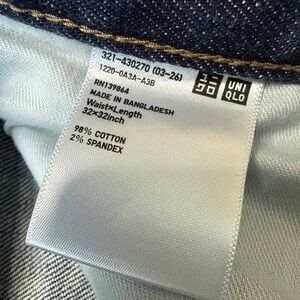 321-430270 (03-26)
1220-0A3A-A3B
RN139864
MADE IN BANGLADESH
Waist×Length
32×32inch
98% COTTON
2% SPANDEX
ユニ
クロ
UNI
QLO